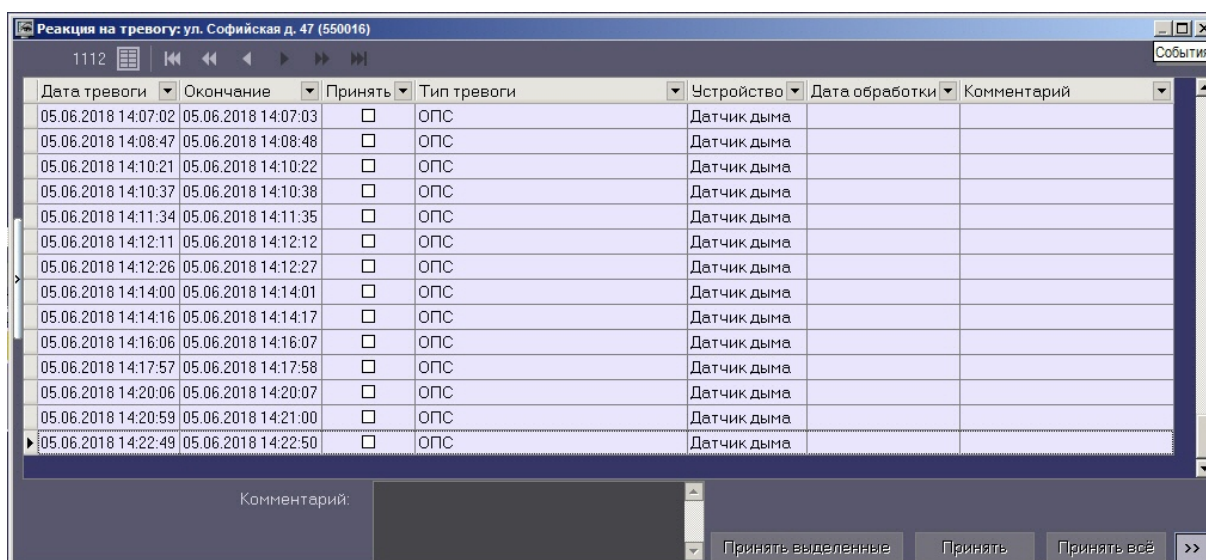 Реакция на тревогу: ул. Софийская д. 47 (550016)
1112
События
Дата тревоги Окончание Принять Тип тревоги Устройство Дата обработки Комментарий
05.06.2018 14:07:02 05.06.2018 14:07:03 ОПС Датчик дыма
05.06.2018 14:08:47 05.06.2018 14:08:48 ОПС Датчик дыма
05.06.2018 14:10:21 05.06.2018 14:10:22 ОПС Датчик дыма
05.06.2018 14:10:37 05.06.2018 14:10:38 ОПС Датчик дыма
05.06.2018 14:11:34 05.06.2018 14:11:35 ОПС Датчик дыма
05.06.2018 14:12:11 05.06.2018 14:12:12 ОПС Датчик дыма
05.06.2018 14:12:26 05.06.2018 14:12:27 ОПС Датчик дыма
05.06.2018 14:14:00 05.06.2018 14:14:01 ОПС Датчик дыма
05.06.2018 14:14:16 05.06.2018 14:14:17 ОПС Датчик дыма
05.06.2018 14:16:06 05.06.2018 14:16:07 ОПС Датчик дыма
05.06.2018 14:17:57 05.06.2018 14:17:58 ОПС Датчик дыма
05.06.2018 14:20:06 05.06.2018 14:20:07 ОПС Датчик дыма
05.06.2018 14:20:59 05.06.2018 14:21:00 ОПС Датчик дыма
05.06.2018 14:22:49 05.06.2018 14:22:50 ОПС Датчик дыма
Комментарий:
Принять выделенные Принять Принять всё >>